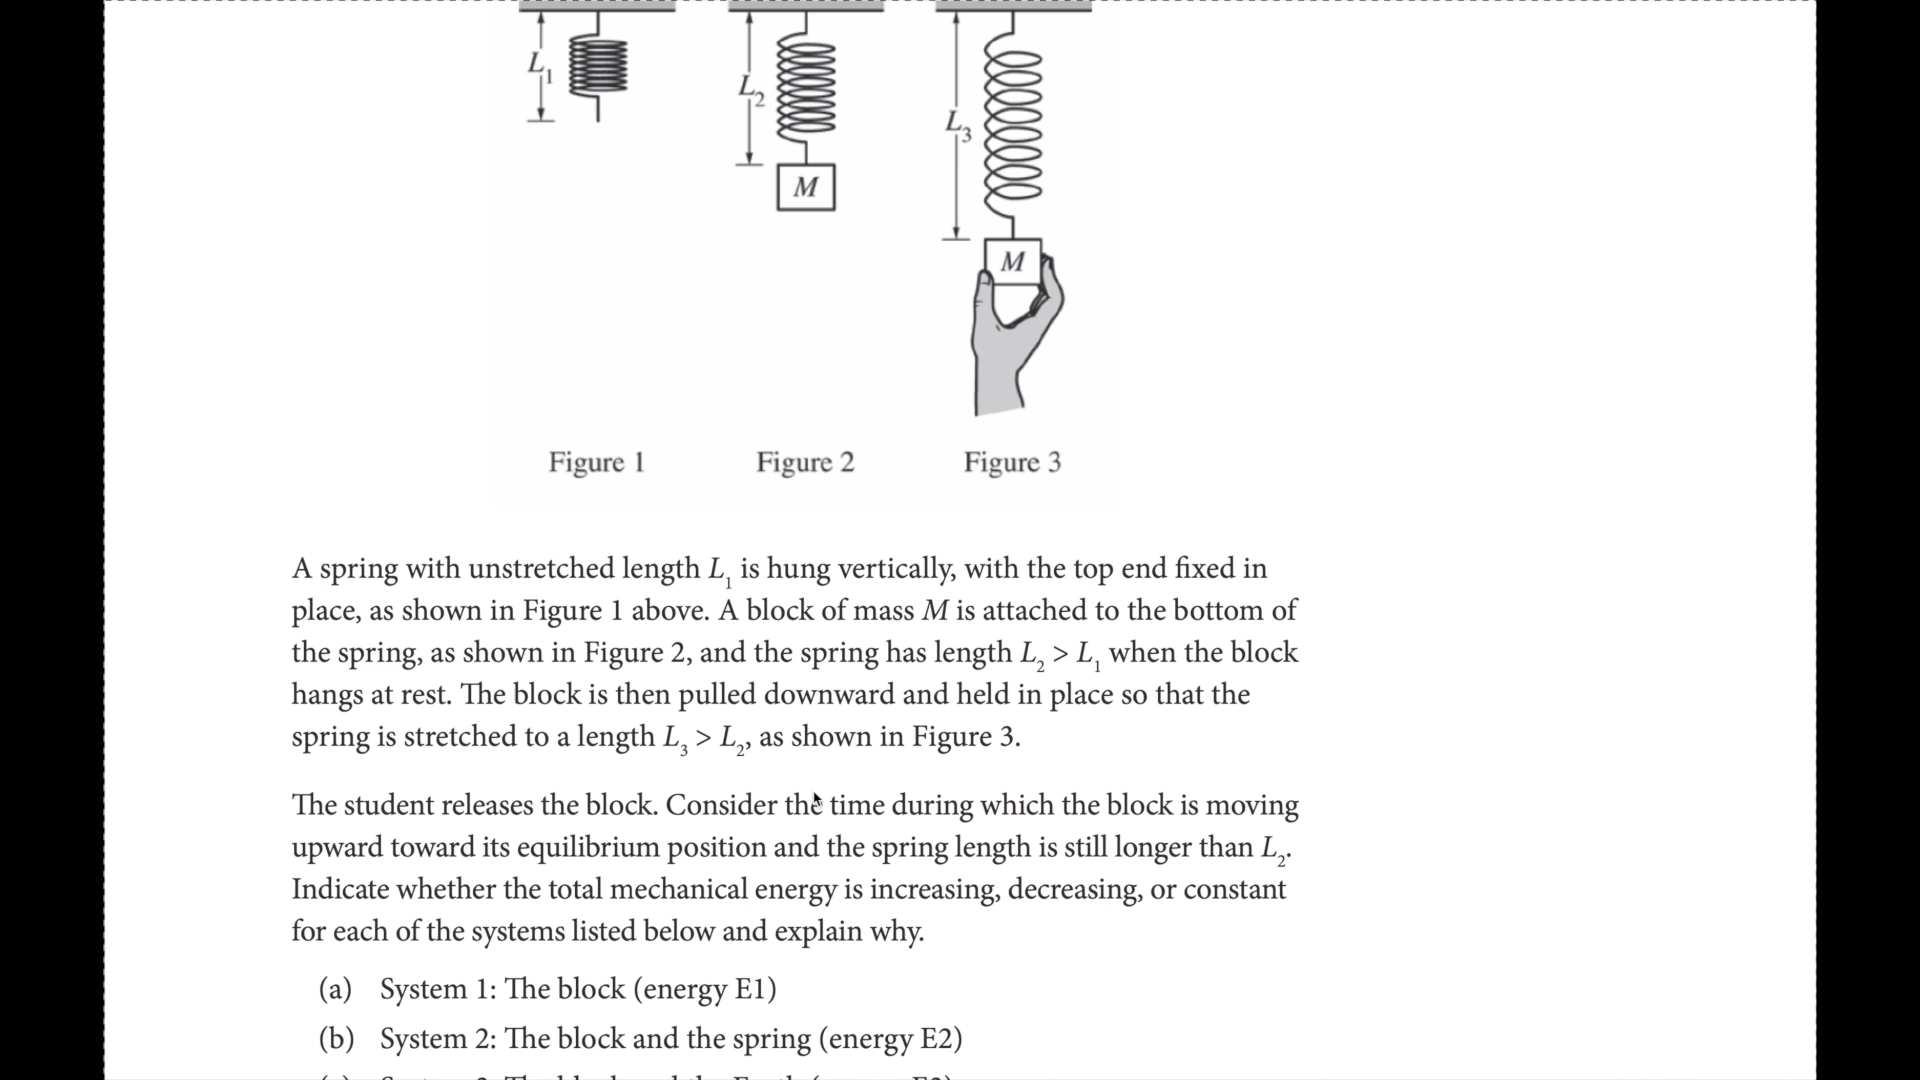 L1
L2
L3
M
M
Figure 1 Figure 2 Figure 3
A spring with unstretched length L1 is hung vertically, with the top end fixed in
place, as shown in Figure 1 above. A block of mass M is attached to the bottom of
the spring, as shown in Figure 2, and the spring has length L2 > L1 when the block
hangs at rest. The block is then pulled downward and held in place so that the
spring is stretched to a length L3 > L2, as shown in Figure 3.
The student releases the block. Consider the time during which the block is moving
upward toward its equilibrium position and the spring length is still longer than L2.
Indicate whether the total mechanical energy is increasing, decreasing, or constant
for each of the systems listed below and explain why.
(a) System 1: The block (energy E1)
(b) System 2: The block and the spring (energy E2)